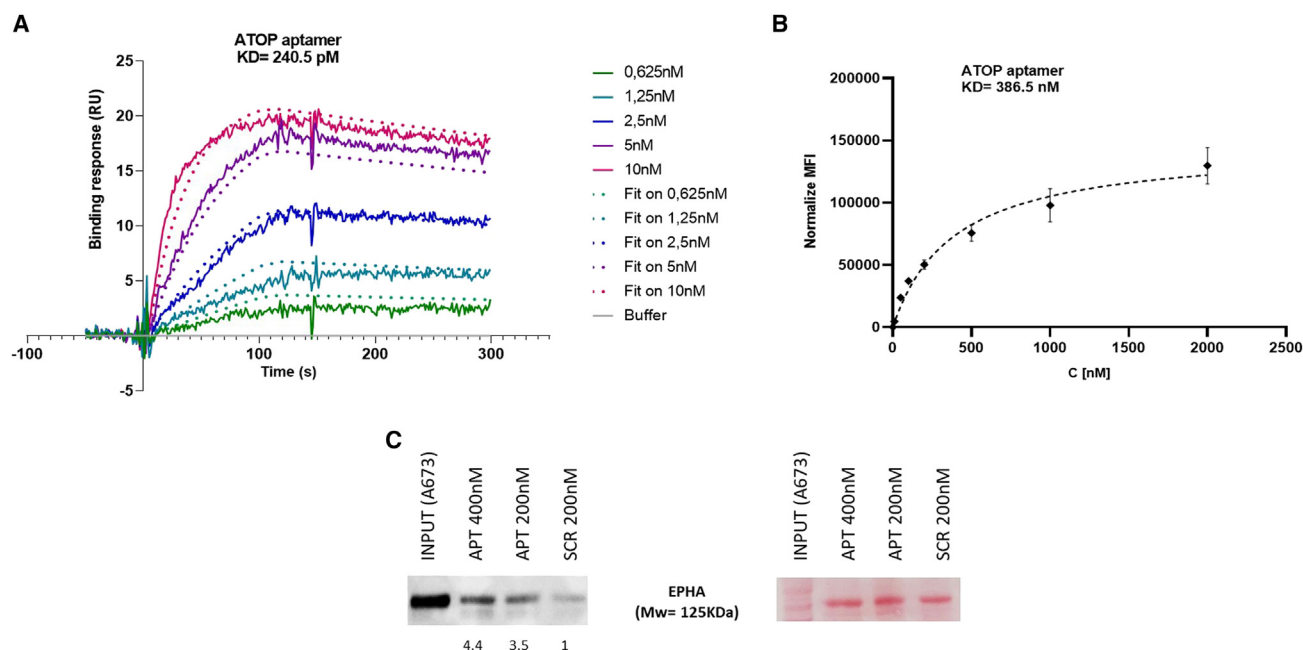 A
ATOP aptamer
KD= 240.5 pM
25
20
15
10
5
-5
-100
100
200
300
Binding response (RU)
Time (s)
0,625nM
1,25nM
2,5nM
5nM
10nM
Fit on 0,625nM
Fit on 1,25nM
Fit on 2,5nM
Fit on 5nM
Fit on 10nM
Buffer
B
ATOP aptamer
KD= 386.5 nM
200000
150000
100000
50000
0
0
500
1000
1500
2000
2500
Normalize MFI
C [nM]
C
INPUT (A673)
APT 400nM
APT 200nM
SCR 200nM
4.4
3.5
1
EPHA
(Mw= 125KDa)
INPUT (A673)
APT 400nM
APT 200nM
SCR 200nM